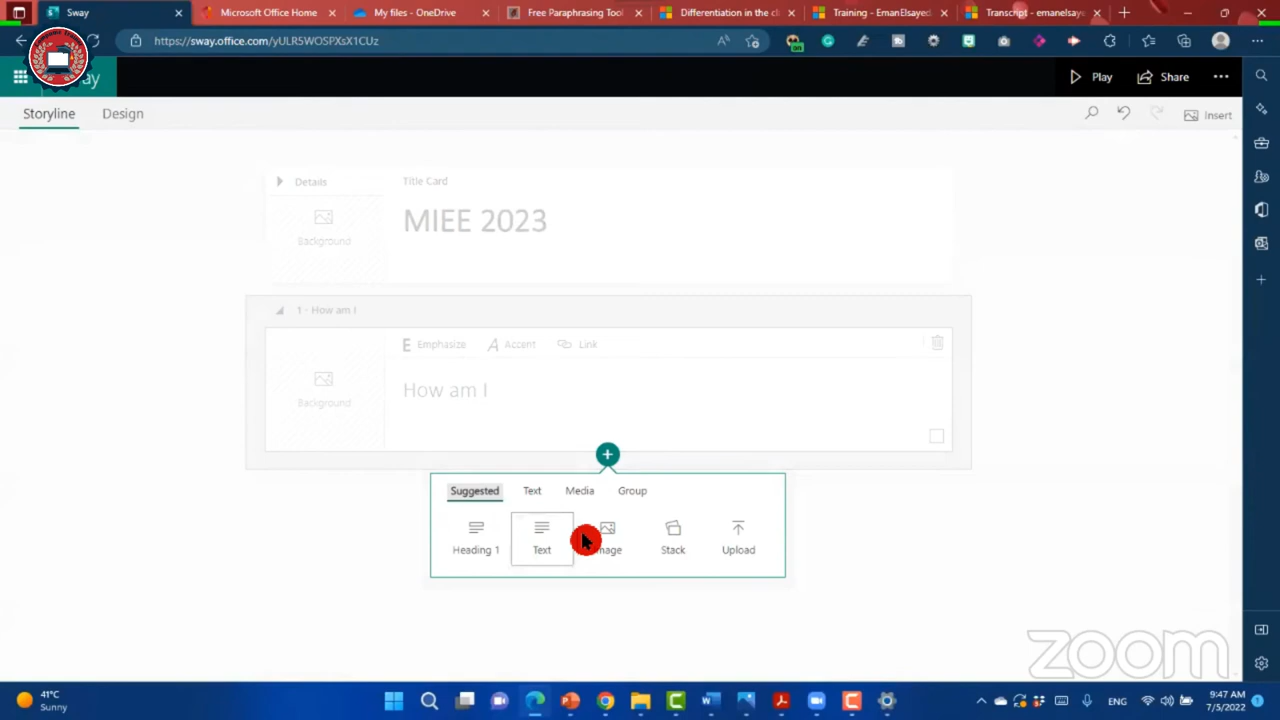 Sway
Microsoft Office Home
My files - OneDrive
Free Paraphrasing Tool
Differentiation in the cl
Training - EmanElsayed
Transcript - emanelsaye
https://sway.office.com/yULR5WOSPXsX1CUz
Play
Share
Storyline
Design
Insert
Details
Title Card
MIEE 2023
Background
1 - How am I
Emphasize
Accent
Link
Background
How am I
Suggested
Text
Media
Group
Heading 1
Text
mage
Stack
Upload
zoom
41°C
Sunny
ENG
9:47 AM
7/5/2022